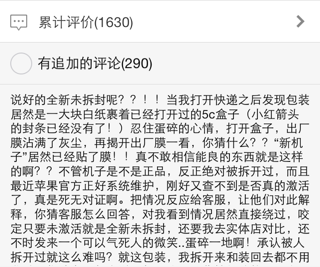 累计评价(1630)
有追加的评论(290)
说好的全新未拆封呢？？！！当我打开快递之后发现包装
居然是一大块白纸裹着已经打开过的5c盒子（小红箭头
的封条已经没有了！）忍住蛋碎的心情，打开盒子，出厂
膜沾满了灰尘，再揭开出厂膜一看，你猜什么？？“新机
子”居然已经贴了膜！！真不敢相信能良的东西就是这样
的啊？？不管机子是不是正品，反正绝对被拆开过，而且
最近苹果官方正好系统维护，刚好又查不到是否真的激活
了，真是死无对证啊。把情况反应给客服，让他们对此解
释，你猜客服怎么回答，对我看到情况居然直接绕过，咬
定只要未激活就是全新未拆封，还要我去实体店对比，还
不时发来一个可以气死人的微笑..蛋碎一地啊！承认被人
拆开过就这么难吗？就这包装，我拆开来和装回去都不用